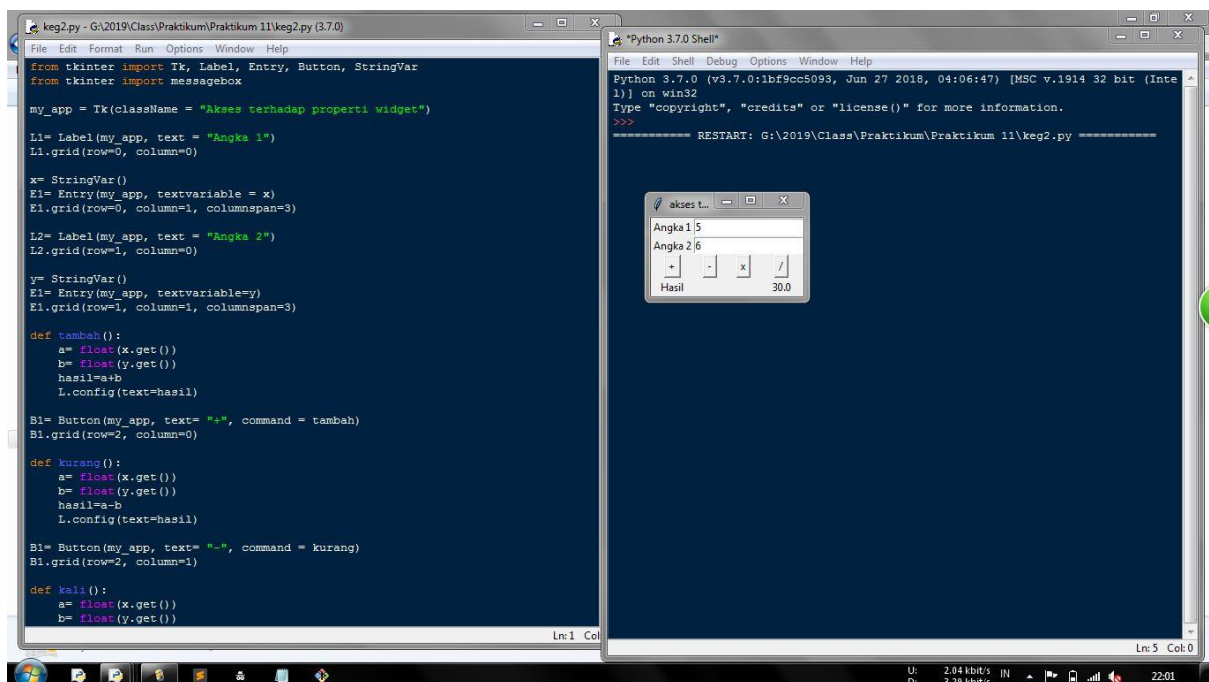 keg2.py - G:\2019\Class\Praktikum\Praktikum 11\keg2.py (3.7.0)
File Edit Format Run Options Window Help
from tkinter import Tk, Label, Entry, Button, StringVar
from tkinter import messagebox
my_app = Tk(className = "Akses terhadap properti widget")
L1= Label(my_app, text = "Angka 1")
L1.grid(row=0, column=0)
x= StringVar()
E1= Entry(my_app, textvariable = x)
E1.grid(row=0, column=1, columnspan=3)
L2= Label(my_app, text = "Angka 2")
L2.grid(row=1, column=0)
y= StringVar()
E1= Entry(my_app, textvariable=y)
E1.grid(row=1, column=1, columnspan=3)
def tambah():
    a= float(x.get())
    b= float(y.get())
    hasil=a+b
    L.config(text=hasil)
B1= Button(my_app, text= "+", command = tambah)
B1.grid(row=2, column=0)
def kurang():
    a= float(x.get())
    b= float(y.get())
    hasil=a-b
    L.config(text=hasil)
B1= Button(my_app, text= "-", command = kurang)
B1.grid(row=2, column=1)
def kali():
    a= float(x.get())
    b= float(y.get())
Ln: 1 Col
*Python 3.7.0 Shell*
File Edit Shell Debug Options Window Help
Python 3.7.0 (v3.7.0:1bf9cc5093, Jun 27 2018, 04:06:47) [MSC v.1914 32 bit (Inte
l)] on win32
Type "copyright", "credits" or "license()" for more information.
>>>
=========== RESTART: G:\2019\Class\Praktikum\Praktikum 11\keg2.py ===========
akses t...
Angka 1 5
Angka 2 6
+ - x /
Hasil 30.0
Ln: 5 Col: 0
U: 2.04 kbit/s IN 22:01
D: 3.29 kbit/s